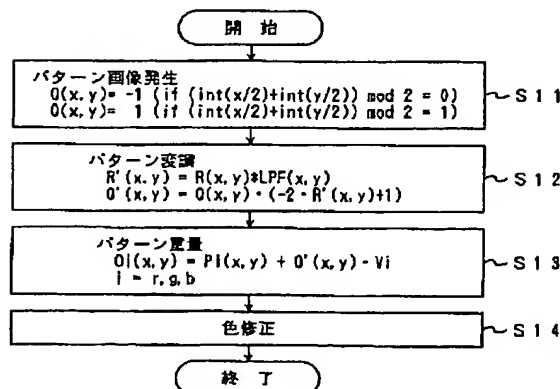 開 始
パターン画像発生
Q(x,y)= -1 (if (int(x/2)+int(y/2)) mod 2 = 0)
Q(x,y)= 1 (if (int(x/2)+int(y/2)) mod 2 = 1)
S11
パターン変調
R'(x,y) = R(x,y)*LPF(x,y)
Q'(x,y) = Q(x,y)・(-2・R'(x,y)+1)
S12
パターン重量
Oi(x,y) = Pi(x,y) + Q'(x,y)・Vi
i = r,g,b
S13
色修正
S14
終 了